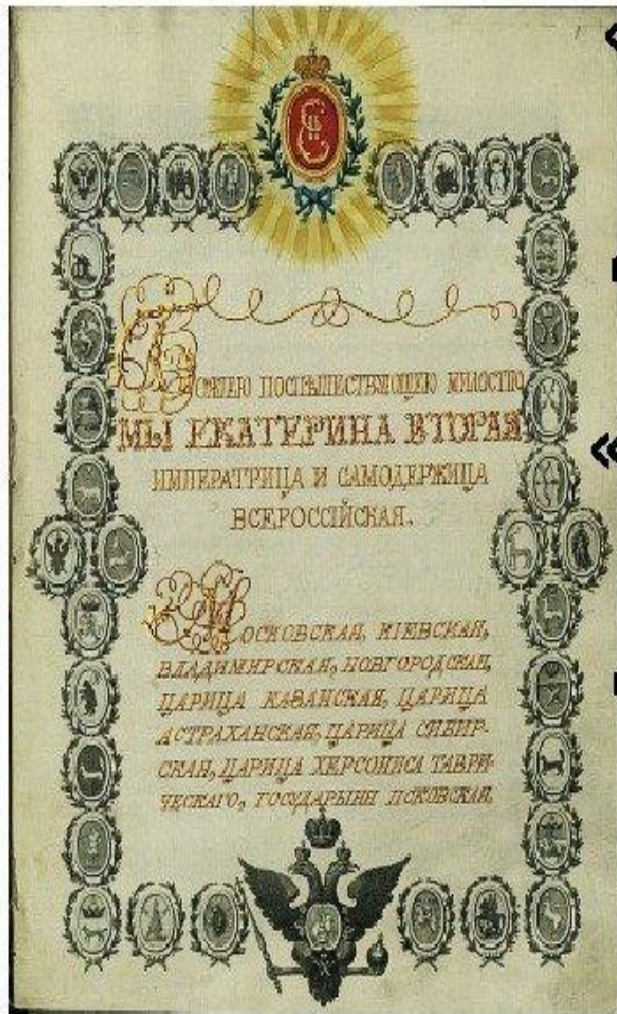 Божіею поспѣшествующею милостію
МЫ ЕКАТЕРИНА ВТОРАЯ
ИМПЕРАТРИЦА И САМОДЕРЖИЦА
ВСЕРОССІЙСКАЯ.
МОСКОВСКАЯ, КІЕВСКАЯ,
ВЛАДИМИРСКАЯ, НОВГОРОДСКАЯ,
ЦАРИЦА КАЗАНСКАЯ, ЦАРИЦА
АСТРАХАНСКАЯ, ЦАРИЦА СИБИР-
СКАЯ, ЦАРИЦА ХЕРСОНИСА ТАВРИ-
ЧЕСКАГО, ГОСУДАРЫНЯ ПСКОВСКАЯ,